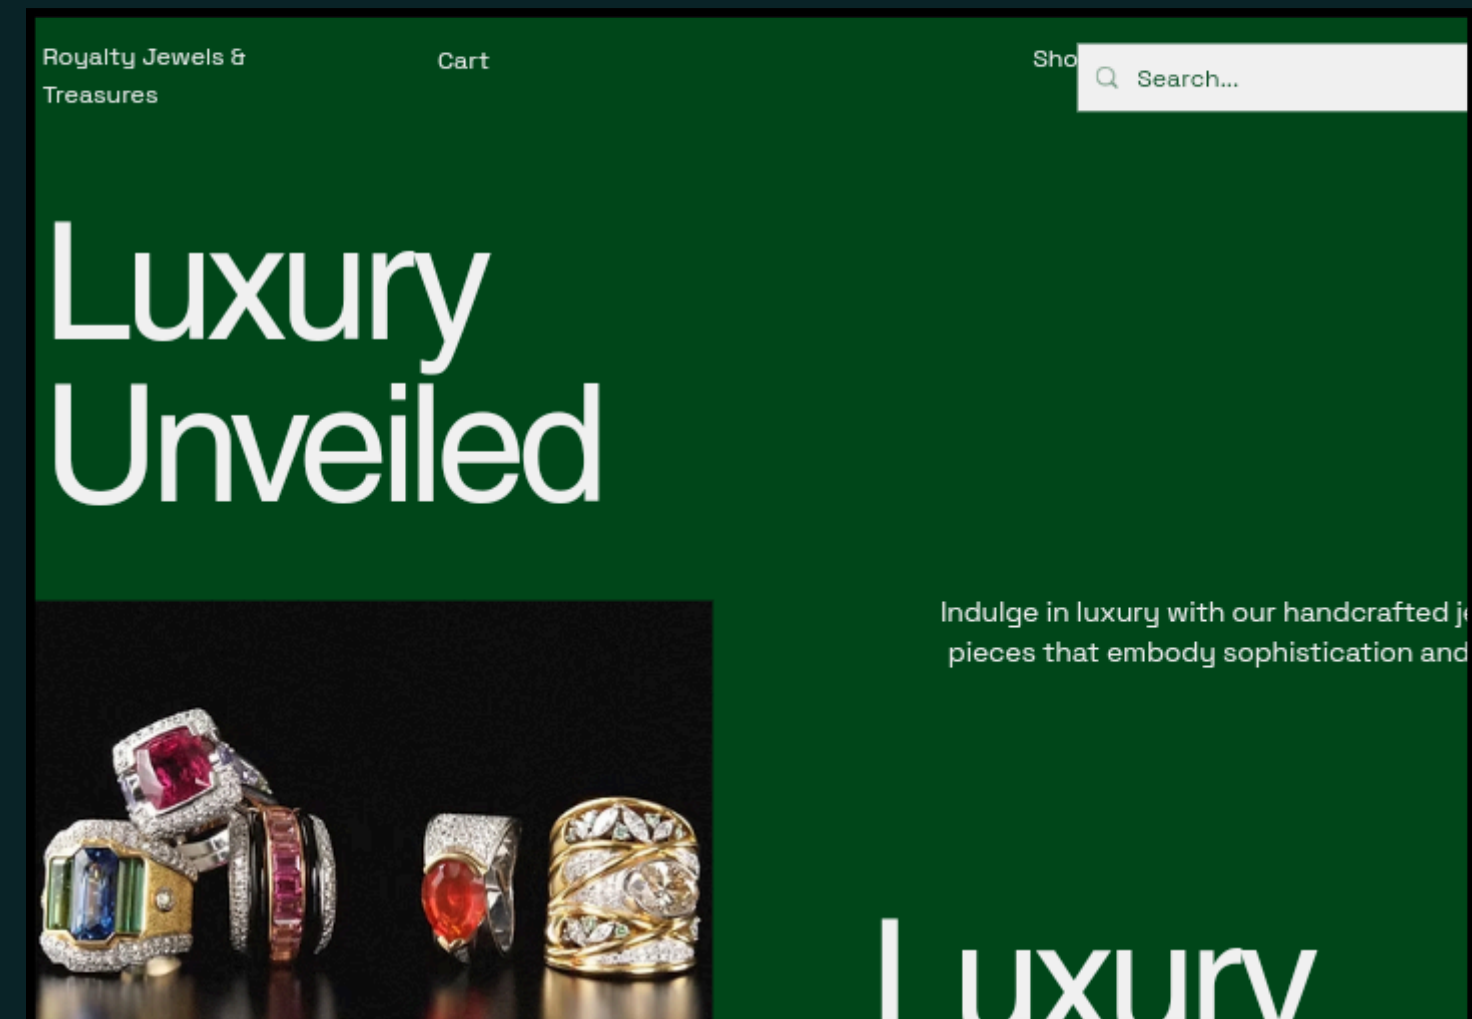 Royalty Jewels &
Treasures
Cart
Sho
Search...
Luxury
Unveiled
Indulge in luxury with our handcrafted je
pieces that embody sophistication and
Luxury